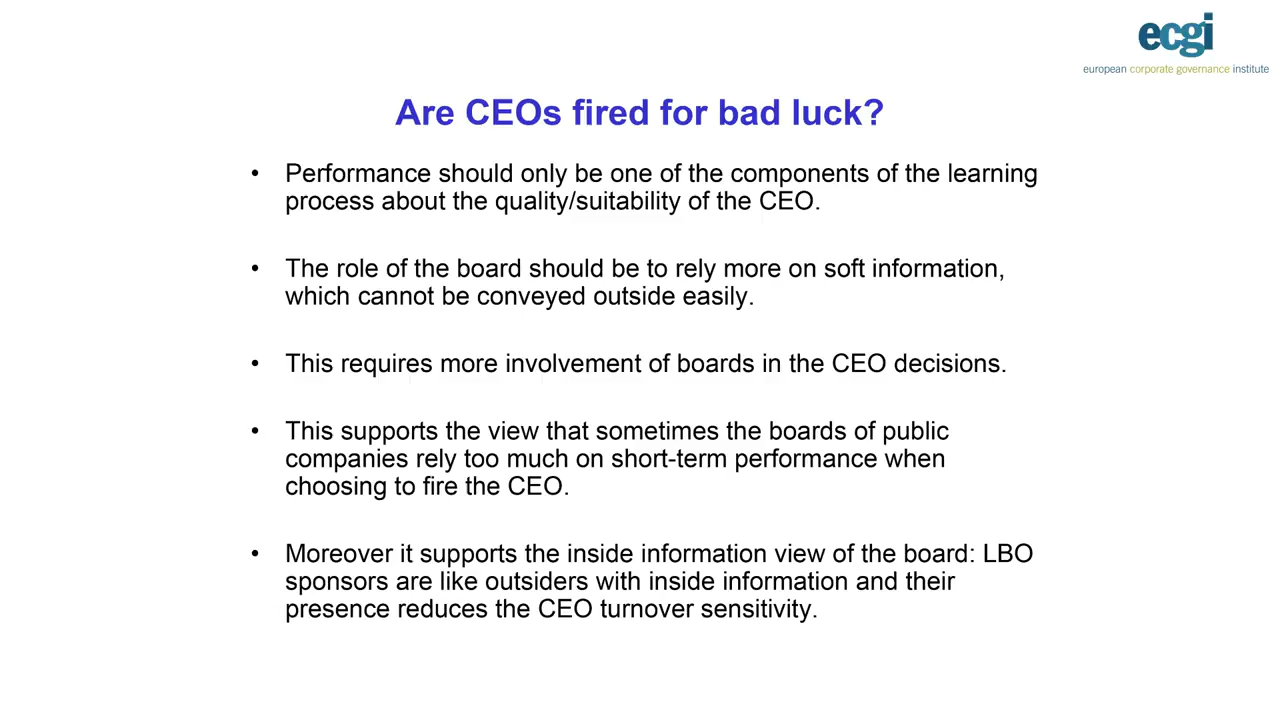 ecgi
european corporate governance institute
Are CEOs fired for bad luck?
• Performance should only be one of the components of the learning
process about the quality/suitability of the CEO.
• The role of the board should be to rely more on soft information,
which cannot be conveyed outside easily.
• This requires more involvement of boards in the CEO decisions.
• This supports the view that sometimes the boards of public
companies rely too much on short-term performance when
choosing to fire the CEO.
• Moreover it supports the inside information view of the board: LBO
sponsors are like outsiders with inside information and their
presence reduces the CEO turnover sensitivity.